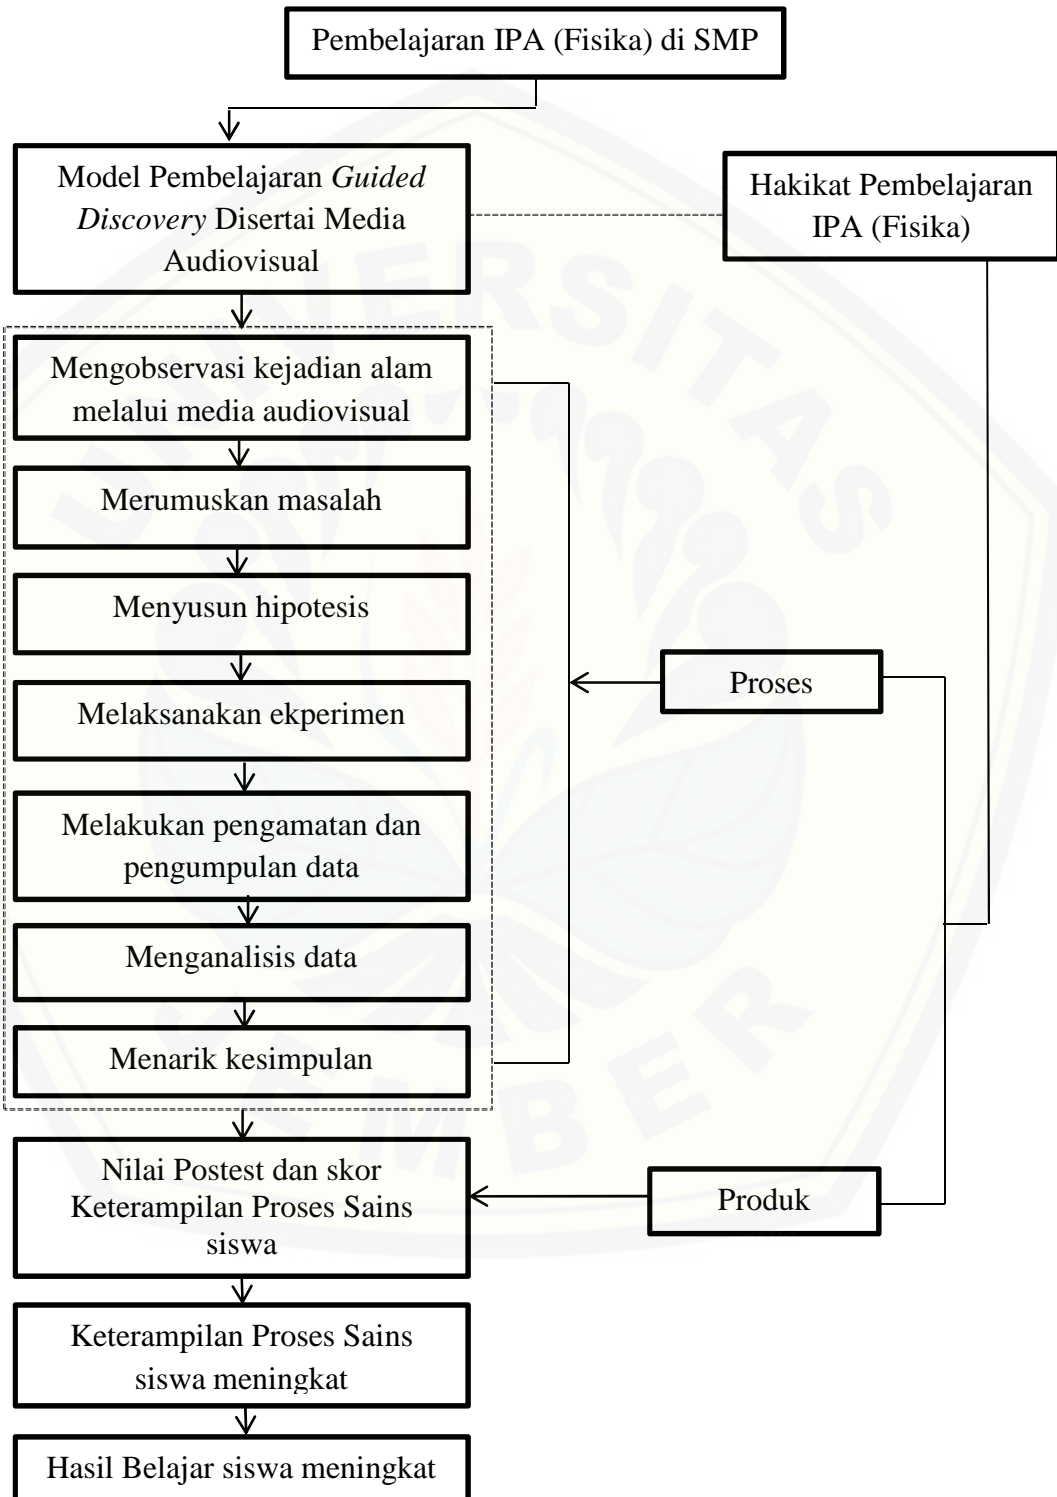 Pembelajaran IPA (Fisika) di SMP
Model Pembelajaran Guided
Discovery Disertai Media
Audiovisual
Hakikat Pembelajaran
IPA (Fisika)
Mengobservasi kejadian alam
melalui media audiovisual
Merumuskan masalah
Menyusun hipotesis
Melaksanakan ekperimen
Proses
Melakukan pengamatan dan
pengumpulan data
Menganalisis data
Menarik kesimpulan
Nilai Postest dan skor
Keterampilan Proses Sains
siswa
Produk
Keterampilan Proses Sains
siswa meningkat
Hasil Belajar siswa meningkat
UNIVERSITAS
JEMBER